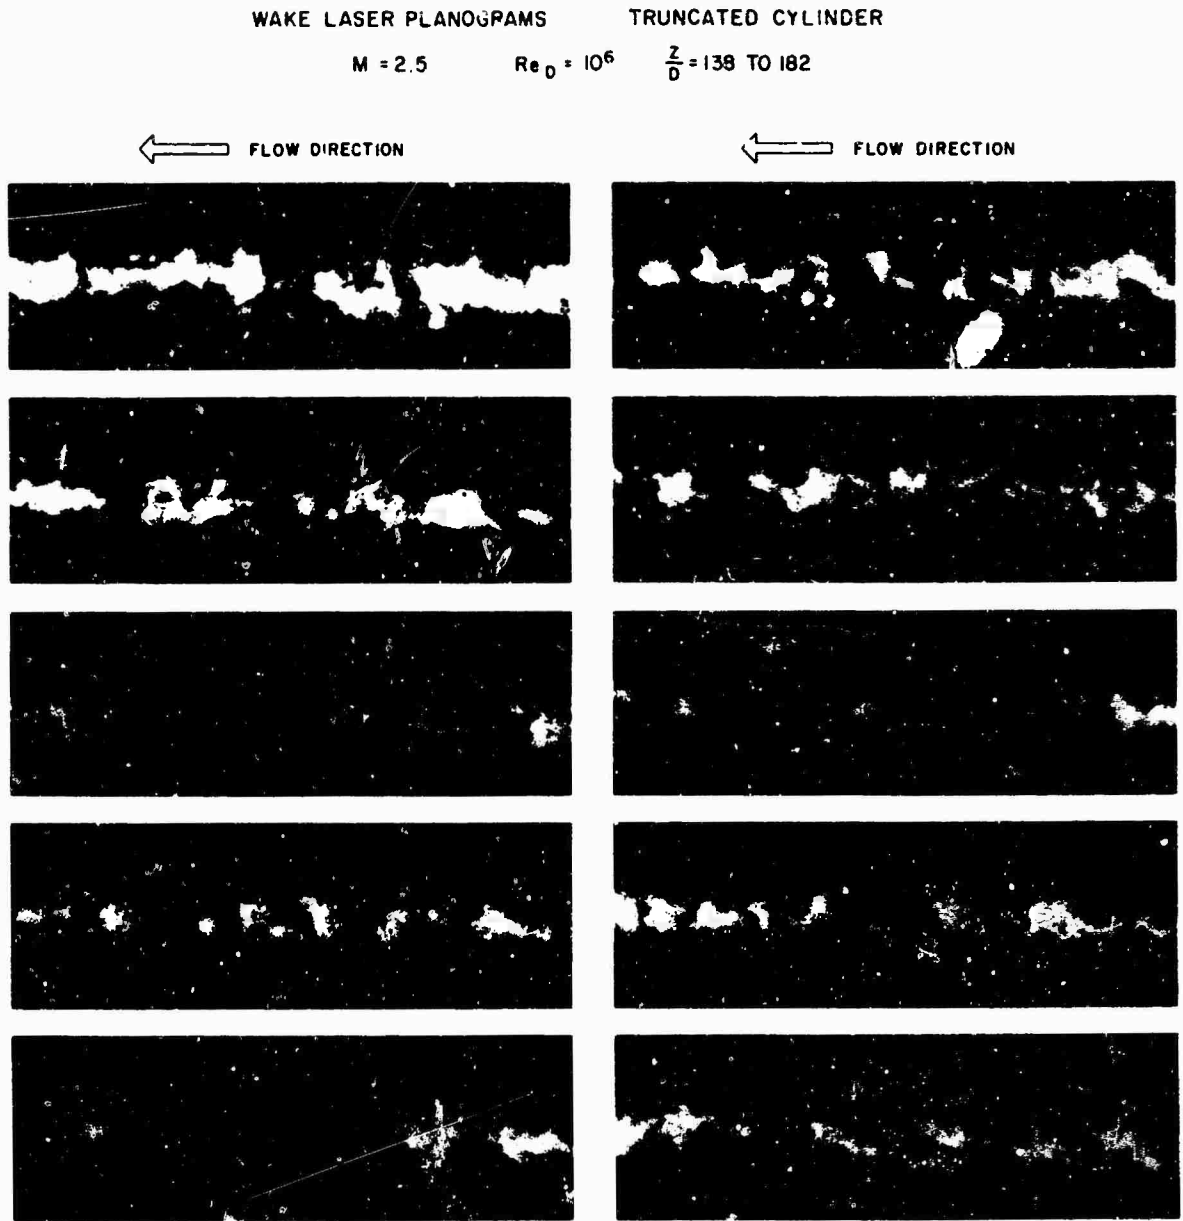 WAKE LASER PLANOGRAMS TRUNCATED CYLINDER
M = 2.5 Re_D = 10^6 Z/D = 138 TO 182
FLOW DIRECTION FLOW DIRECTION